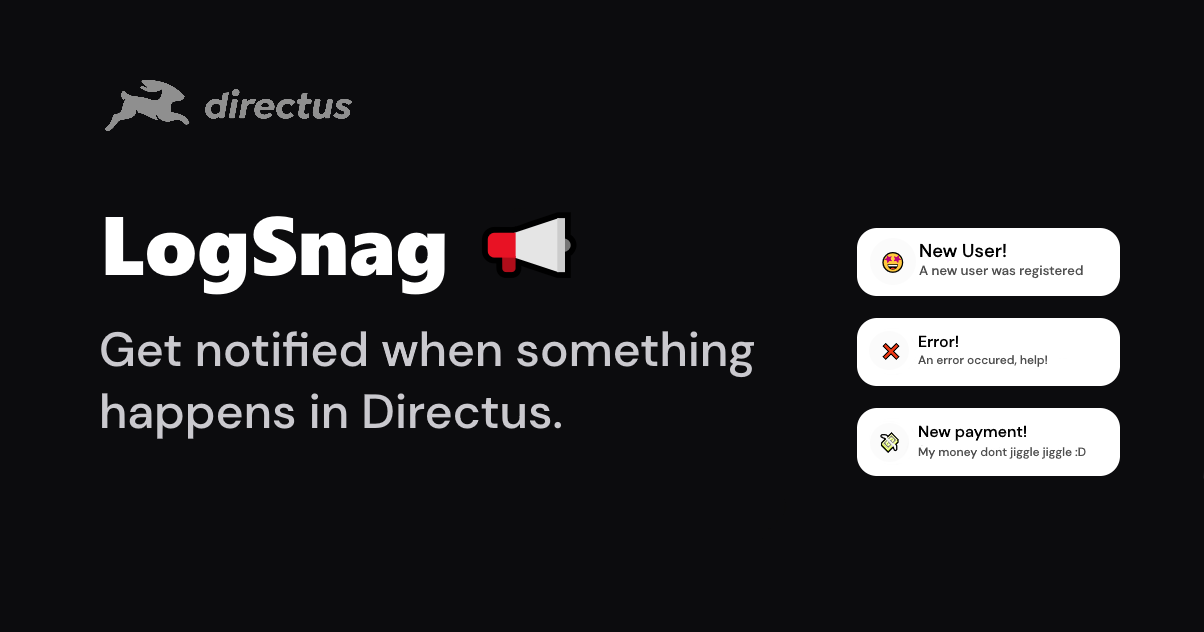 directus
LogSnag
Get notified when something
happens in Directus.
New User!
A new user was registered
Error!
An error occured, help!
New payment!
My money dont jiggle jiggle :D